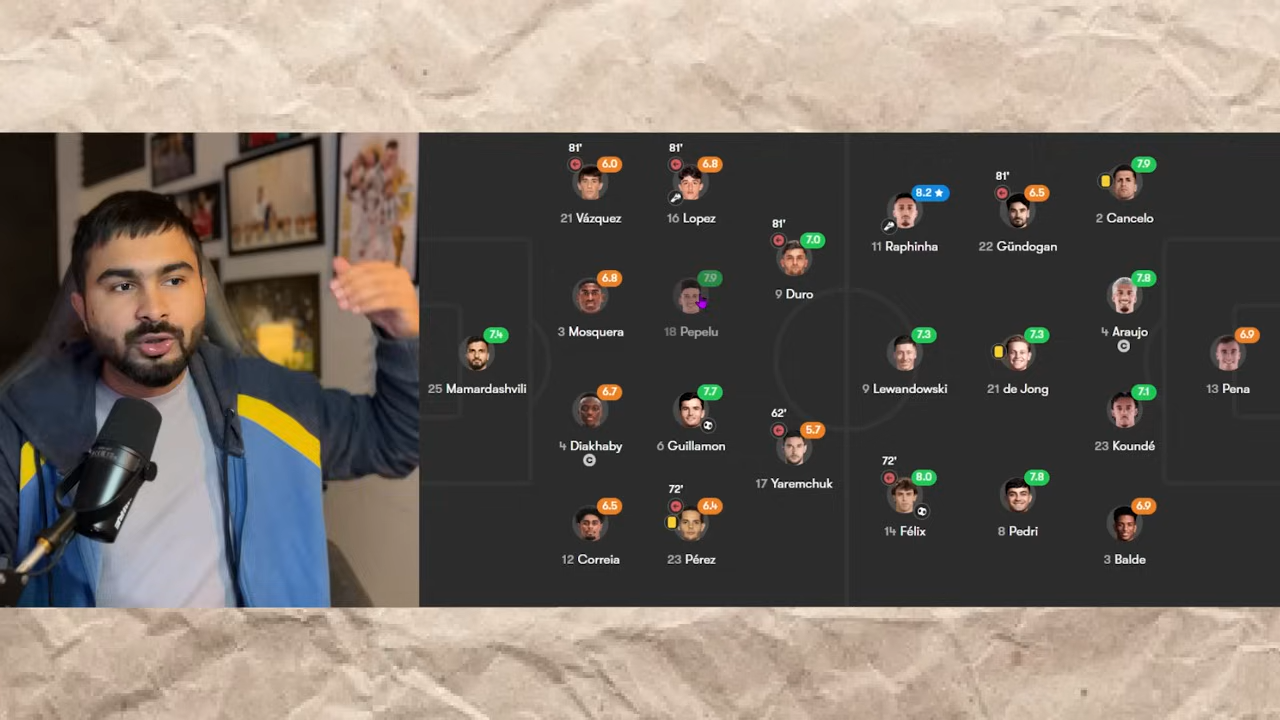 81'
6.0
21 Vázquez
81'
6.8
16 Lopez
6.8
3 Mosquera
7.9
18 Pepelu
7.4
25 Mamardashvili
6.7
4 Diakhaby
C
7.7
6 Guillamon
6.5
12 Correia
72'
6.4
23 Pérez
81'
7.0
9 Duro
62'
5.7
17 Yaremchuk
8.2
11 Raphinha
81'
6.5
22 Gündogan
7.9
2 Cancelo
7.3
9 Lewandowski
7.3
21 de Jong
7.8
4 Araujo
C
6.9
13 Pena
7.1
23 Koundé
72'
8.0
14 Félix
7.8
8 Pedri
6.9
3 Balde